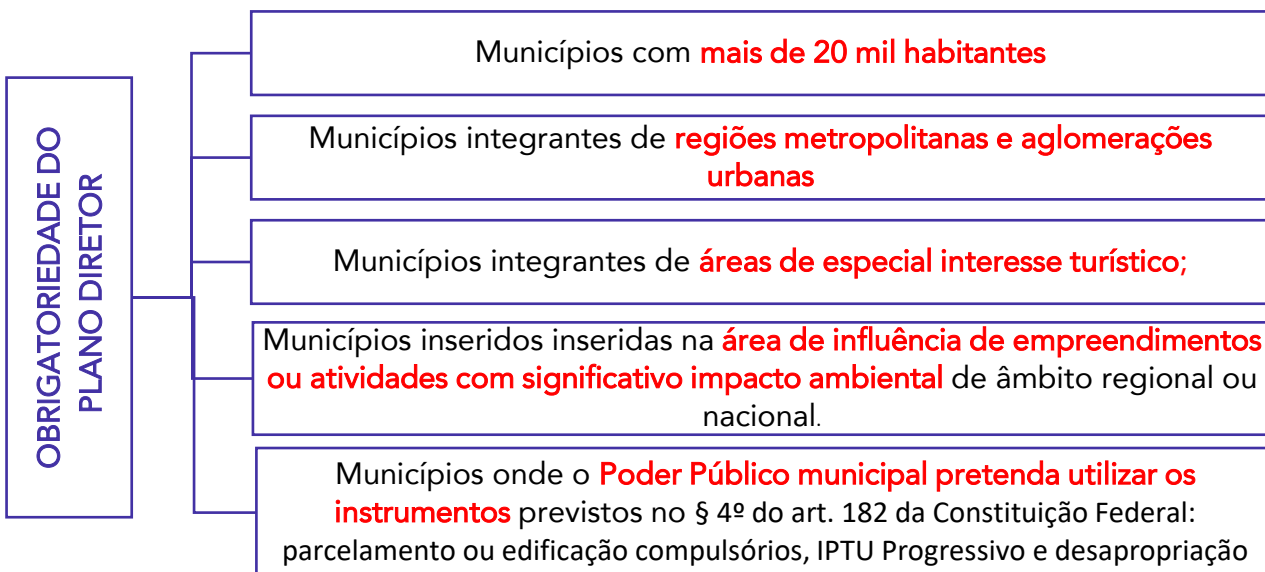 OBRIGATORIEDADE DO
PLANO DIRETOR
Municípios com mais de 20 mil habitantes
Municípios integrantes de regiões metropolitanas e aglomerações
urbanas
Municípios integrantes de áreas de especial interesse turístico;
Municípios inseridos inseridas na área de influência de empreendimentos
ou atividades com significativo impacto ambiental de âmbito regional ou
nacional.
Municípios onde o Poder Público municipal pretenda utilizar os
instrumentos previstos no § 4º do art. 182 da Constituição Federal:
parcelamento ou edificação compulsórios, IPTU Progressivo e desapropriação